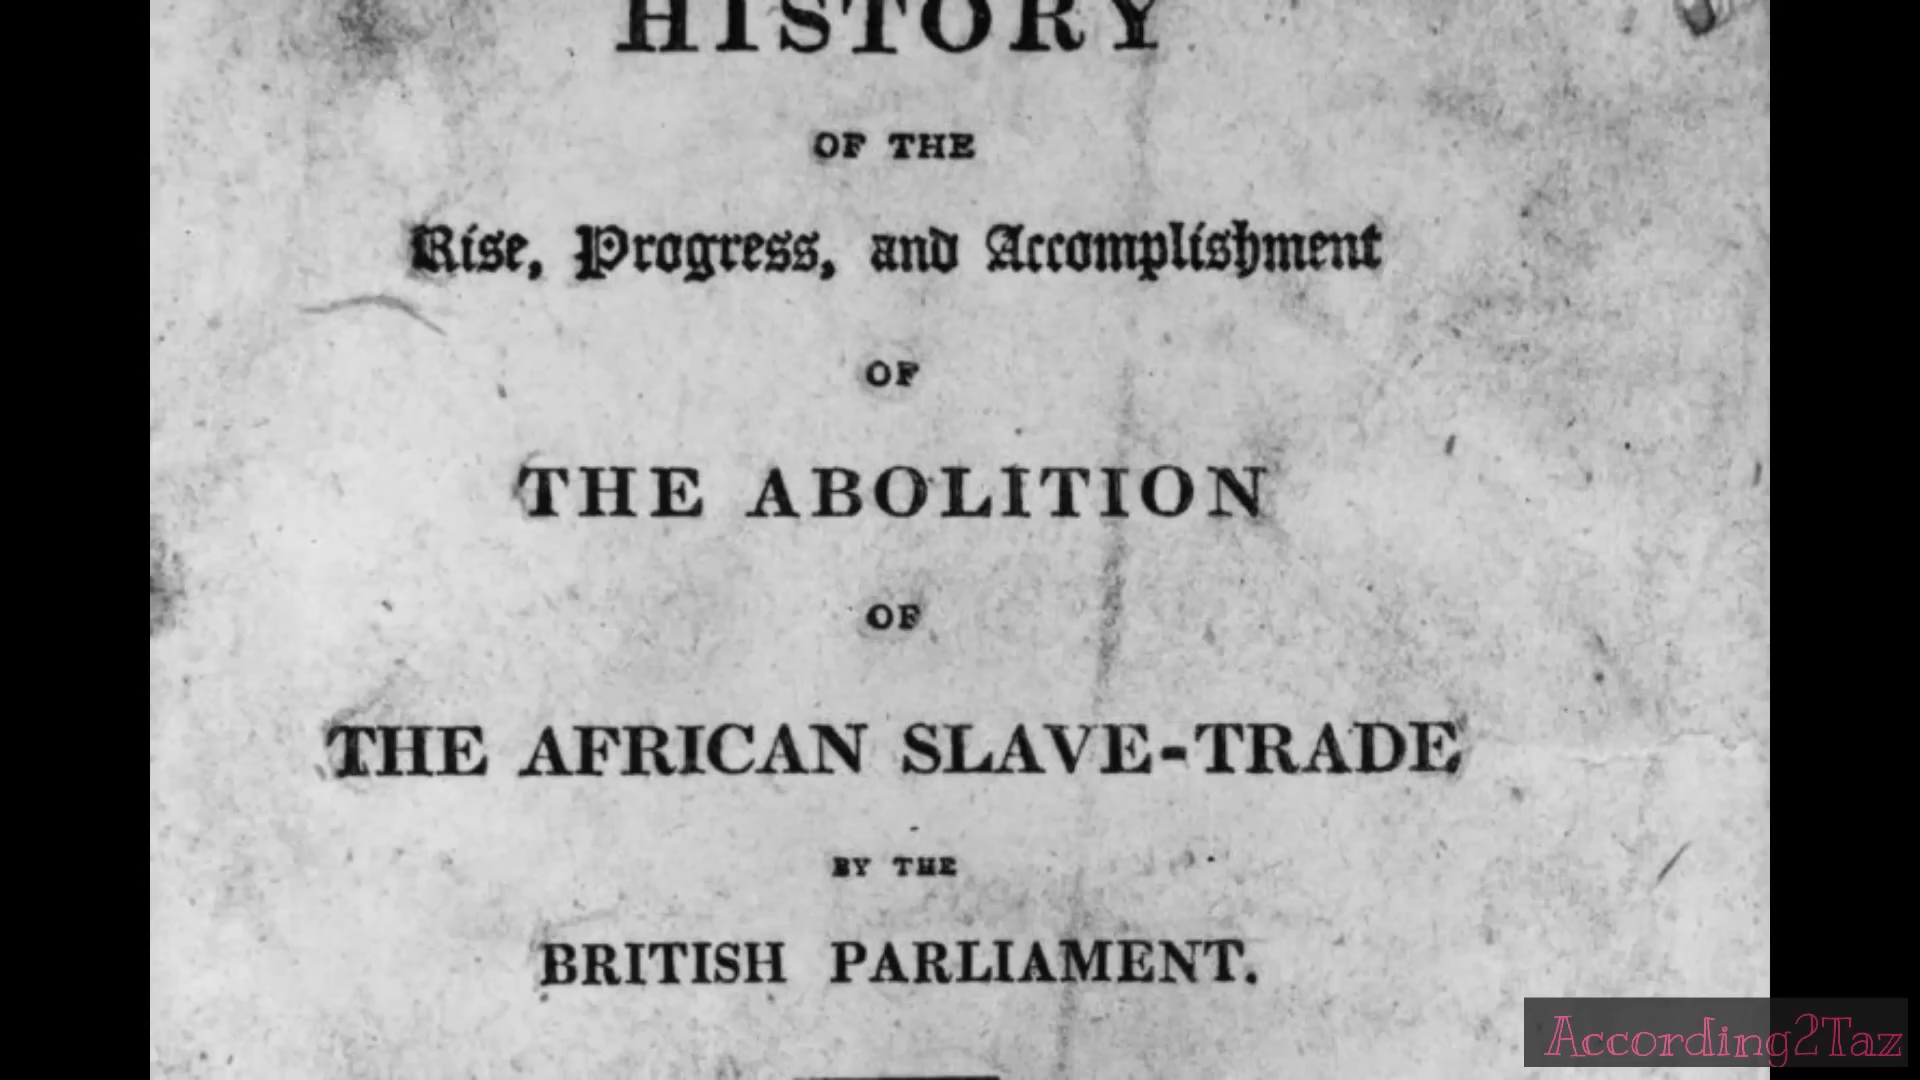 HISTORY
OF THE
Rise, Progress, and Accomplishment
OF
THE ABOLITION
OF
THE AFRICAN SLAVE-TRADE
BY THE
BRITISH PARLIAMENT.
According2Taz